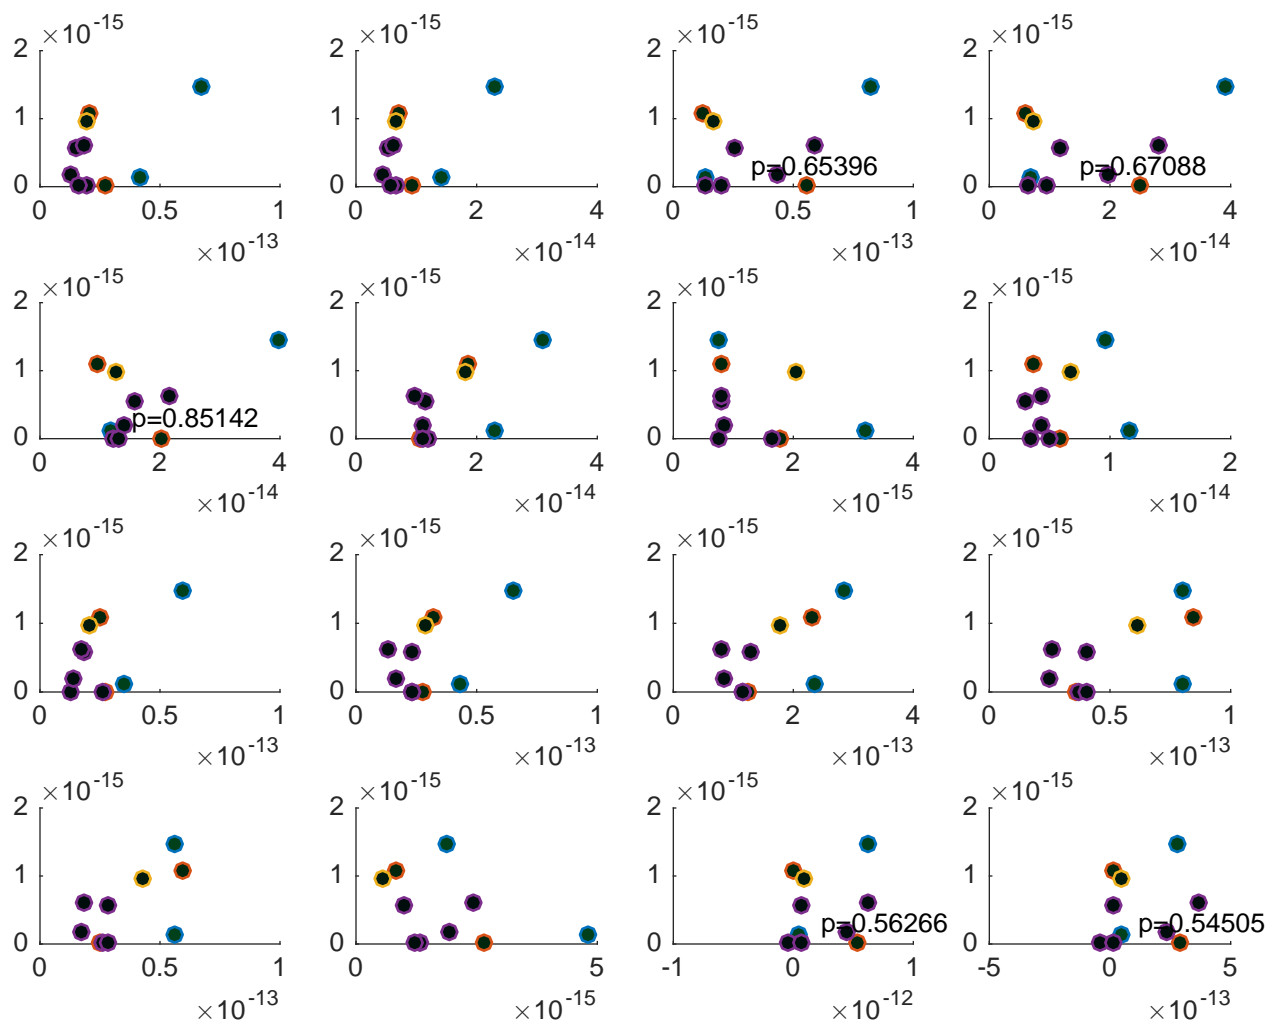 ×10^-15 ×10^-15 ×10^-15 ×10^-15
2 2 2 2
1 1 1 1
p=0.65396 p=0.67088
0 0 0 0
0 0.5 1 0 2 4 0 0.5 1 0 2 4
×10^-13 ×10^-14 ×10^-13 ×10^-14
×10^-15 ×10^-15 ×10^-15 ×10^-15
2 2 2 2
1 1 1 1
p=0.85142
0 0 0 0
0 2 4 0 2 4 0 2 4 0 1 2
×10^-14 ×10^-14 ×10^-15 ×10^-14
×10^-15 ×10^-15 ×10^-15 ×10^-15
2 2 2 2
1 1 1 1
0 0 0 0
0 0.5 1 0 0.5 1 0 2 4 0 0.5 1
×10^-13 ×10^-13 ×10^-13 ×10^-13
×10^-15 ×10^-15 ×10^-15 ×10^-15
2 2 2 2
1 1 1 1
p=0.56266 p=0.54505
0 0 0 0
0 0.5 1 0 5 -1 0 1 -5 0 5
×10^-13 ×10^-15 ×10^-12 ×10^-13